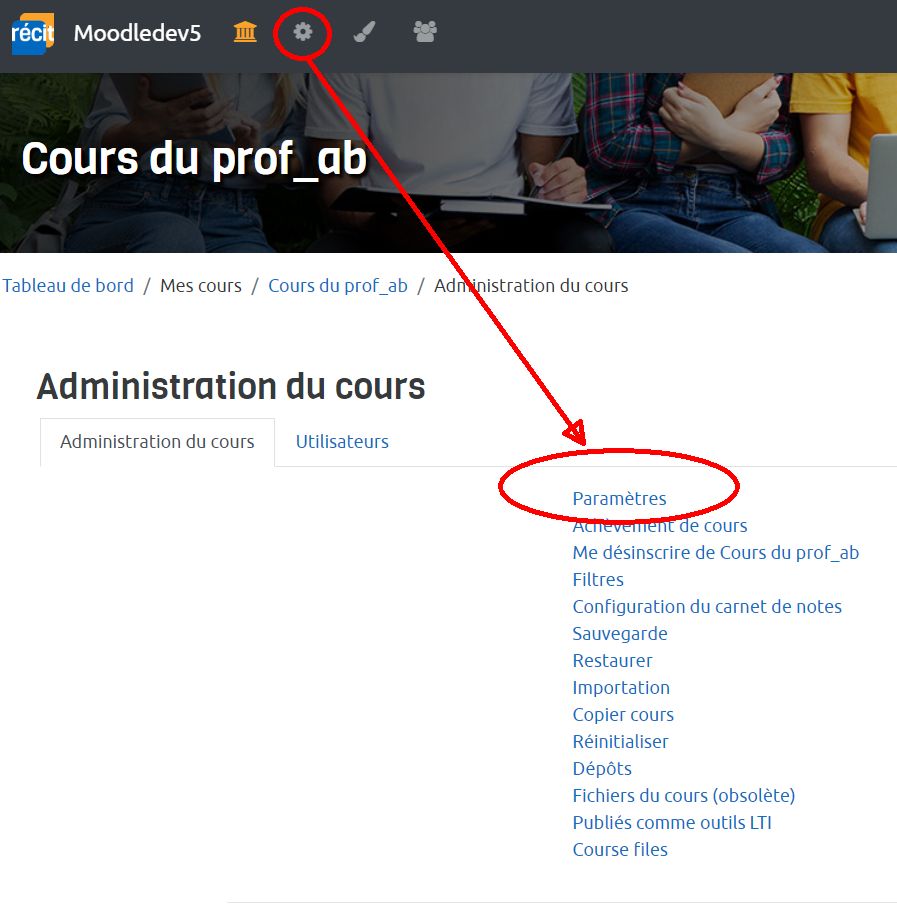 récit Moodledev5
Cours du prof_ab
Tableau de bord / Mes cours / Cours du prof_ab / Administration du cours
Administration du cours
Administration du cours Utilisateurs
Paramètres
Achèvement de cours
Me désinscrire de Cours du prof_ab
Filtres
Configuration du carnet de notes
Sauvegarde
Restaurer
Importation
Copier cours
Réinitialiser
Dépôts
Fichiers du cours (obsolète)
Publiés comme outils LTI
Course files